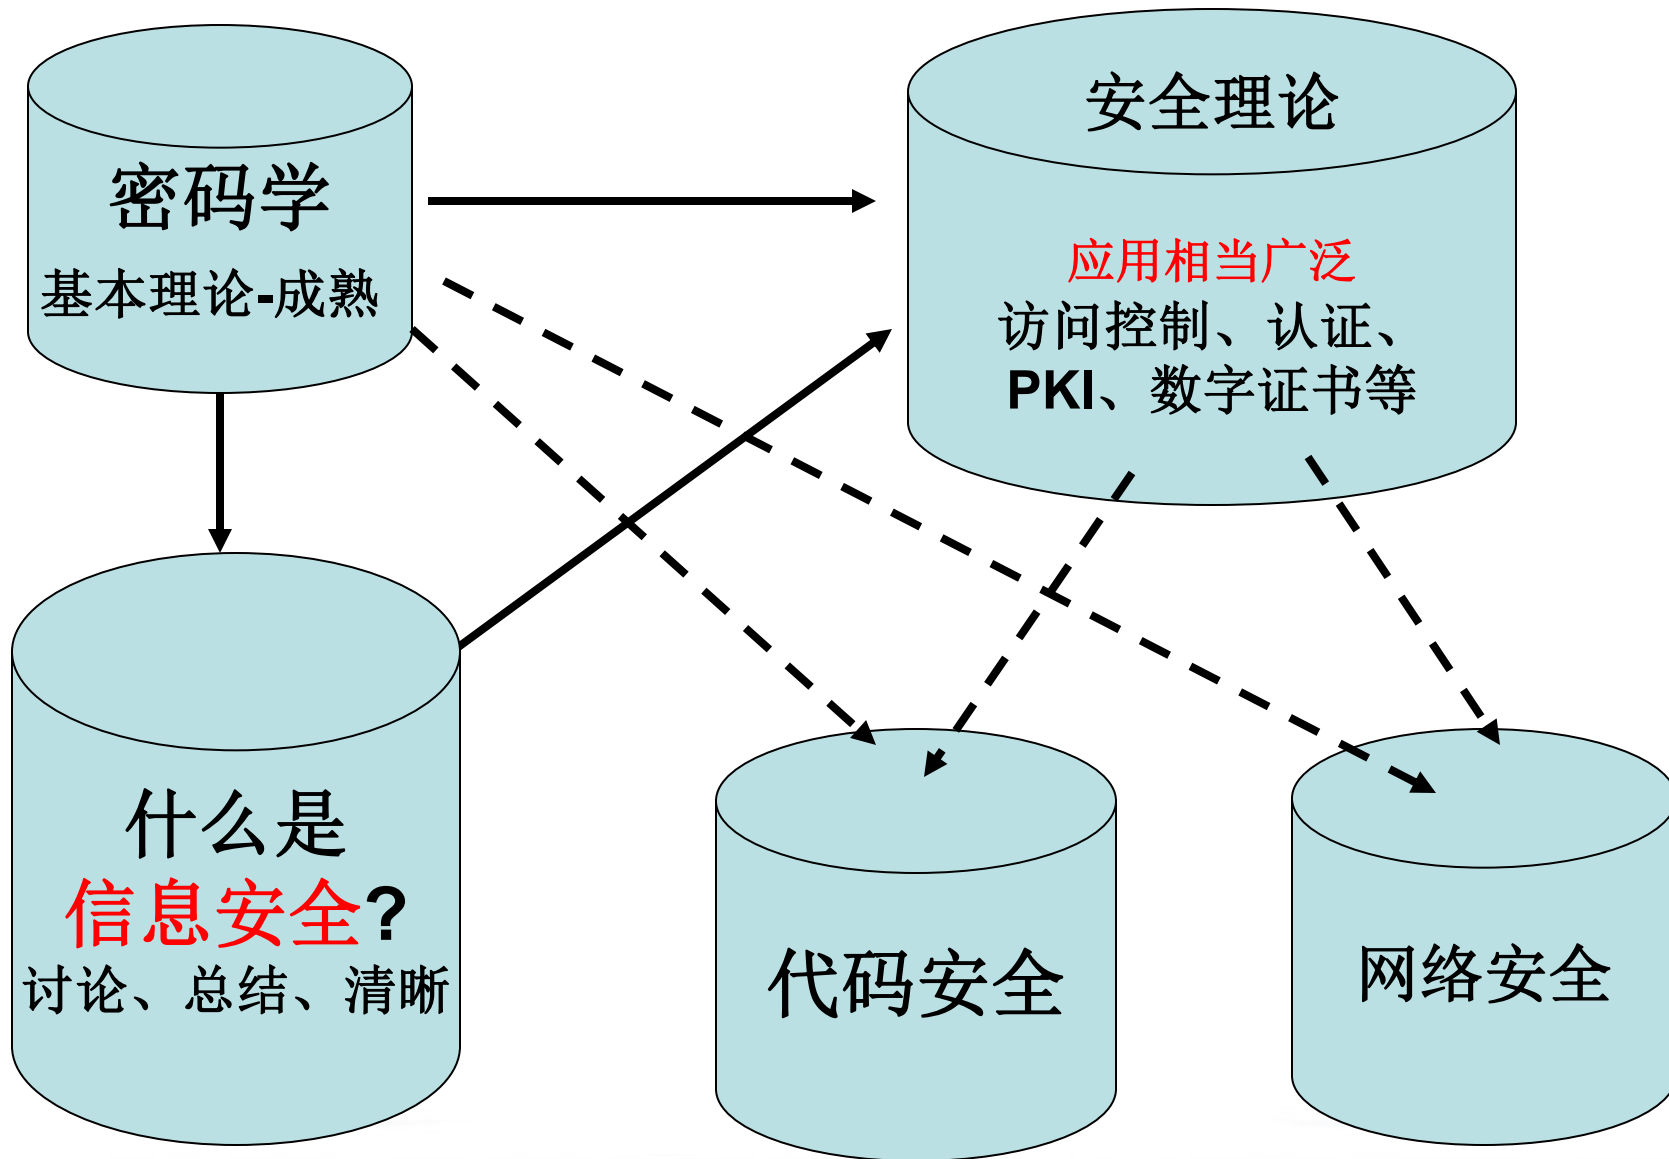 密码学
基本理论-成熟
安全理论
应用相当广泛
访问控制、认证、
PKI、数字证书等
什么是
信息安全?
讨论、总结、清晰
代码安全
网络安全